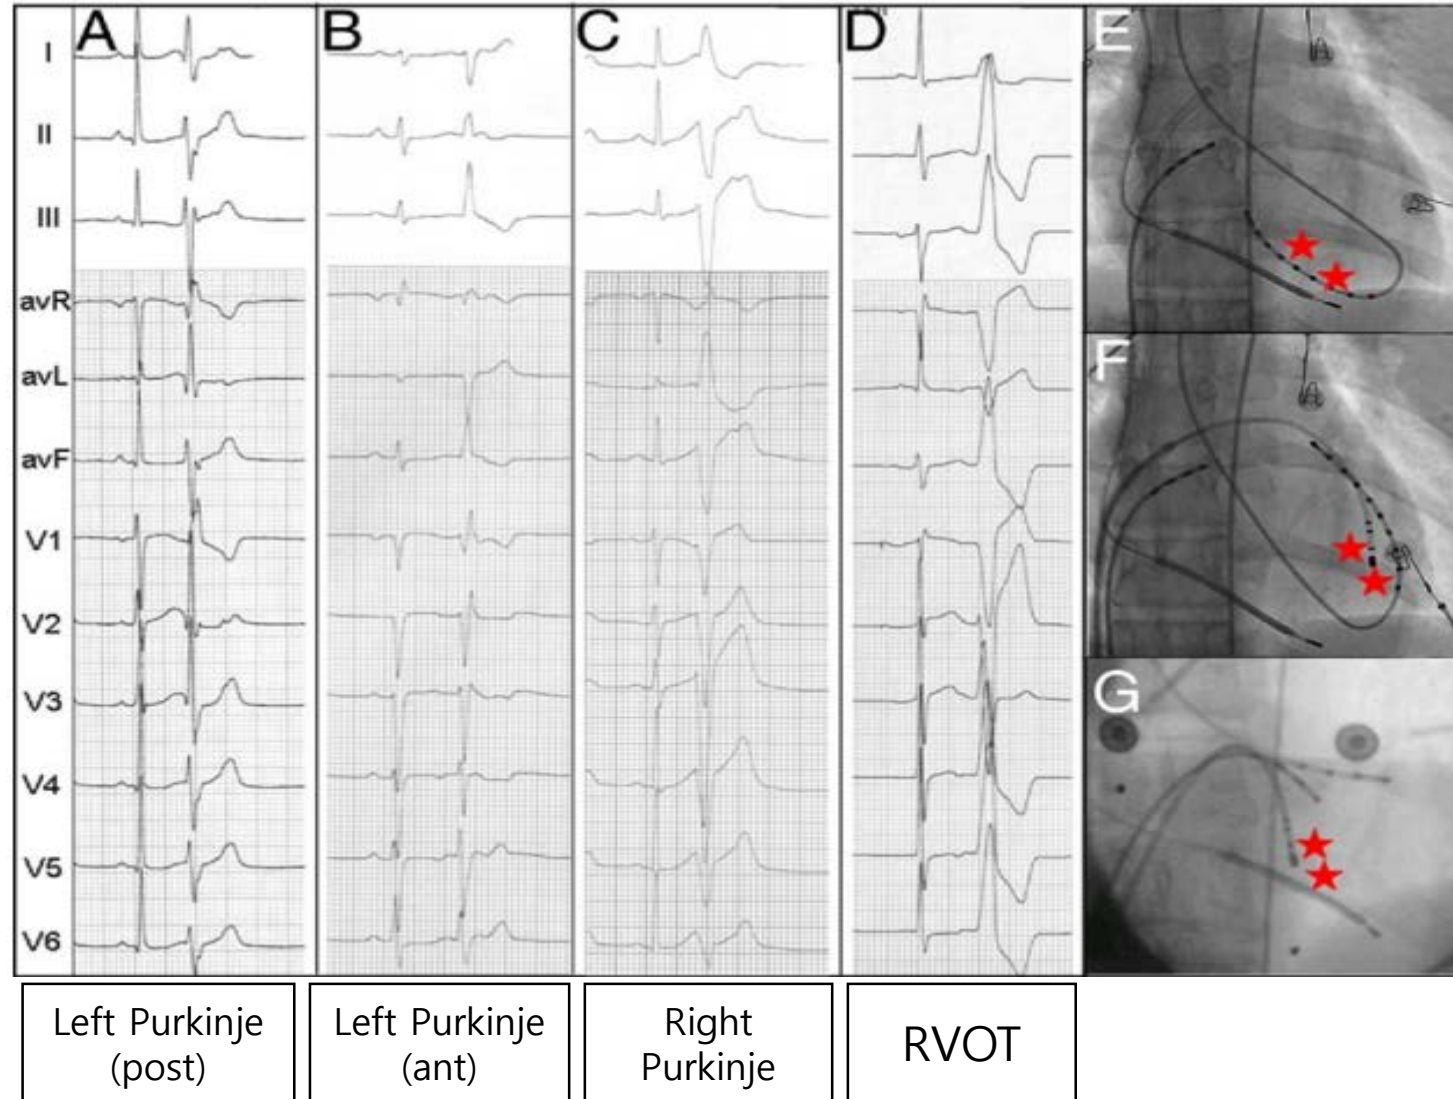 A
B
C
D
E
F
G
I
II
III
avR
avL
avF
V1
V2
V3
V4
V5
V6
Left Purkinje
(post)
Left Purkinje
(ant)
Right
Purkinje
RVOT